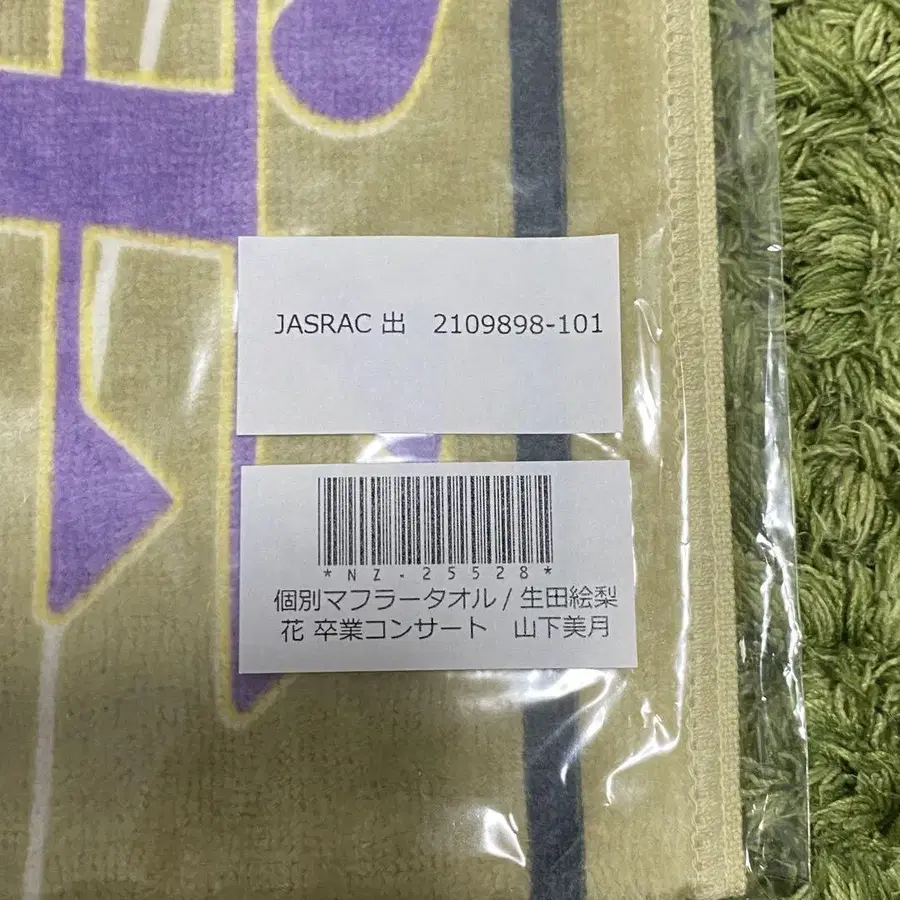 JASRAC 出 2109898-101
*NZ-25528*
個別マフラータオル / 生田絵梨
花 卒業コンサート 山下美月